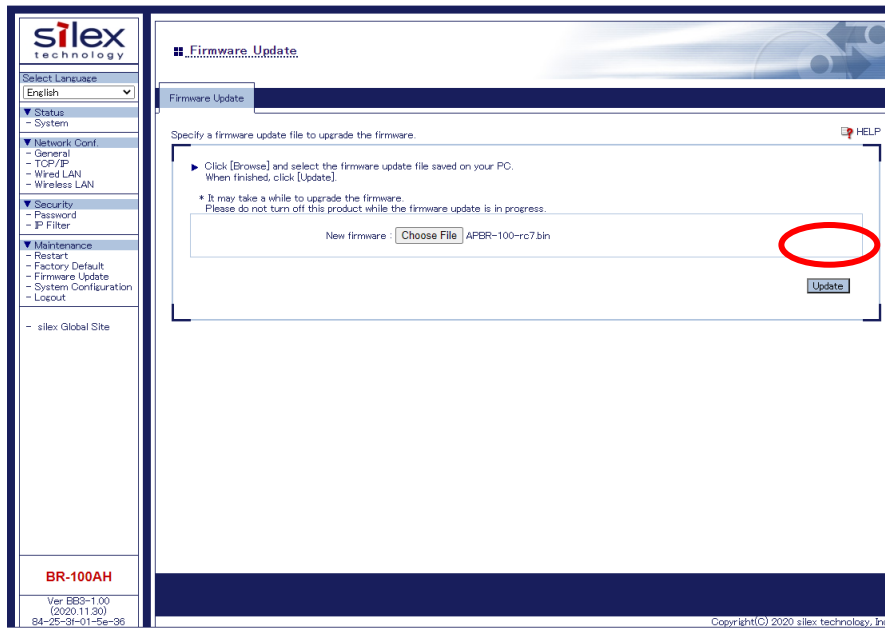 silex
technology
Select Language
English
▼ Status
- System
▼ Network Conf.
- General
- TCP/IP
- Wired LAN
- Wireless LAN
▼ Security
- Password
- IP Filter
▼ Maintenance
- Restart
- Factory Default
- Firmware Update
- System Configuration
- Logout
- silex Global Site
BR-100AH
Ver BB3-1.00
(2020.11.30)
84-25-3f-01-5e-36
Firmware Update
Firmware Update
Specify a firmware update file to upgrade the firmware.
HELP
Click [Browse] and select the firmware update file saved on your PC.
When finished, click [Update].
* It may take a while to upgrade the firmware.
Please do not turn off this product while the firmware update is in progress.
New firmware : Choose File APBR-100-rc7.bin
Update
Copyright(C) 2020 silex technology, In